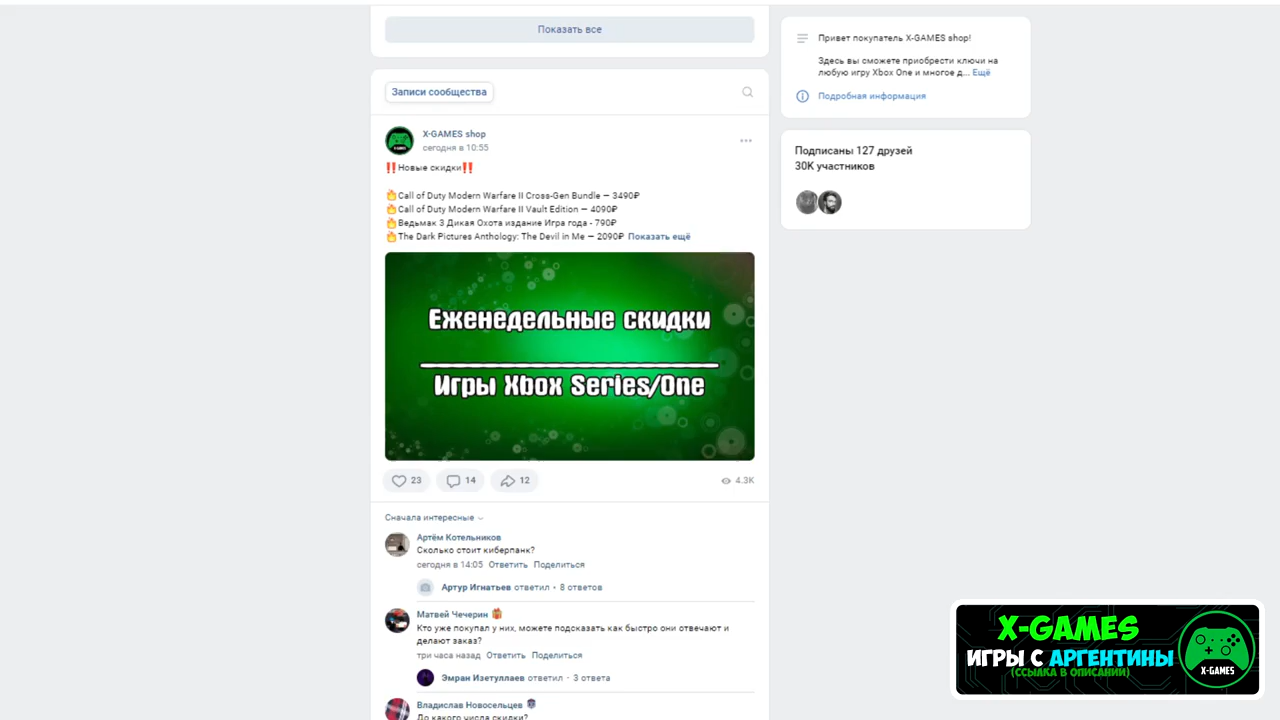 Показать все
Записи сообщества
X-GAMES shop
сегодня в 10:55
‼Новые скидки‼
🔥Call of Duty Modern Warfare II Cross-Gen Bundle — 3490₽
🔥Call of Duty Modern Warfare II Vault Edition — 4090₽
🔥Ведьмак 3 Дикая Охота издание Игра года - 790₽
🔥The Dark Pictures Anthology: The Devil in Me — 2090₽ Показать ещё
Еженедельные скидки
Игры Xbox Series/One
23 14 12 4.3K
Сначала интересные
Артём Котельников
Сколько стоит киберпанк?
сегодня в 14:05 Ответить Поделиться
Артур Игнатьев ответил · 8 ответов
Матвей Чечерин
Кто уже покупал у них, можете подсказать как быстро они отвечают и
делают заказ?
три часа назад Ответить Поделиться
Эмран Изетуллаев ответил · 3 ответа
Владислав Новосельцев
До какого числа скидки?
Привет покупатель X-GAMES shop!
Здесь вы сможете приобрести ключи на
любую игру Xbox One и многое д... Ещё
Подробная информация
Подписаны 127 друзей
30K участников
X-GAMES
ИГРЫ С АРГЕНТИНЫ
(ССЫЛКА В ОПИСАНИИ)
X-GAMES